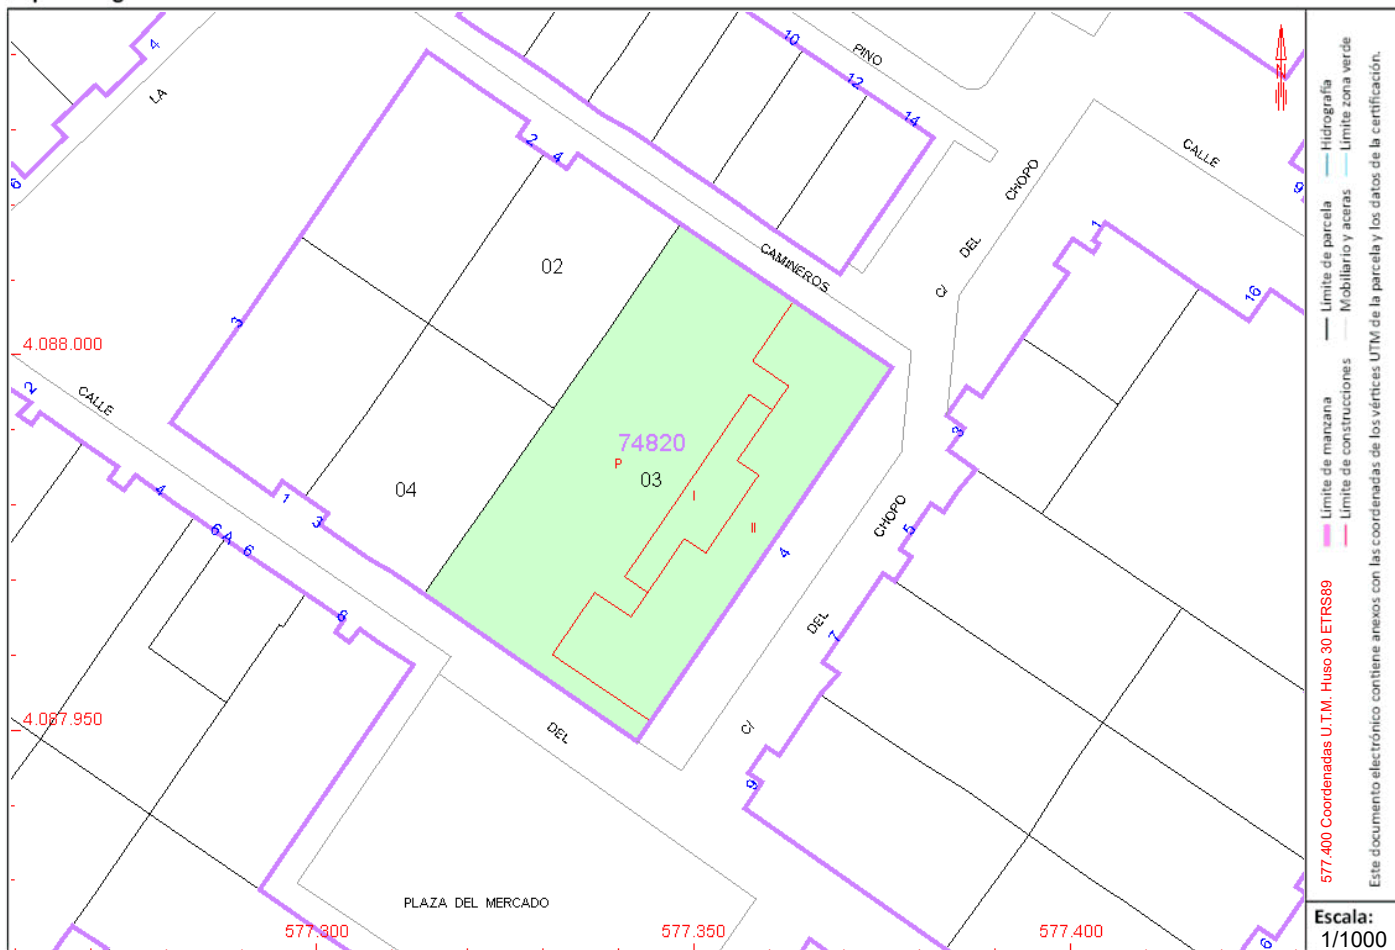 4
LA
6
2
4
10
12
14
PINO
CHOPO
DEL
C/
CALLE
9
1
16
CAMINEROS
02
3
4.088.000
2
CALLE
74820
P
03
I
II
4
04
1
3
4
6 A
6
8
3
CHOPO
5
DEL
7
C/
9
DEL
4.087.950
PLAZA DEL MERCADO
577.300
577.350
577.400
6
N
Límite de manzana
Límite de parcela
Hidrografía
Límite de construcciones
Mobiliario y aceras
Límite zona verde
577.400 Coordenadas U.T.M. Huso 30 ETRS89
Este documento electrónico contiene anexos con las coordenadas de los vértices UTM de la parcela y los datos de la certificación.
Escala:
1/1000